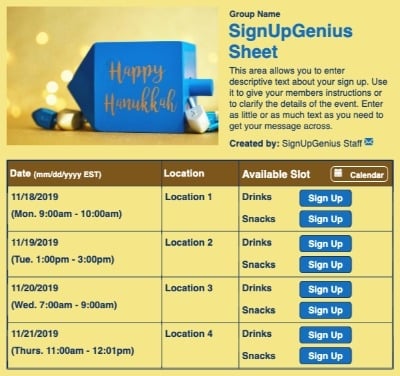 Happy
Hanukkah
Group Name
SignUpGenius
Sheet
This area allows you to enter
descriptive text about your sign up. Use
it to give your members instructions or
to clarify the details of the event. Enter
as little or as much text as you need to
get your message across.
Created by: SignUpGenius Staff
Date (mm/dd/yyyy EST) Location Available Slot Calendar
11/18/2019 Location 1 Drinks Sign Up
(Mon. 9:00am - 10:00am) Snacks Sign Up
11/19/2019 Location 2 Drinks Sign Up
(Tue. 1:00pm - 3:00pm) Snacks Sign Up
11/20/2019 Location 3 Drinks Sign Up
(Wed. 7:00am - 9:00am) Snacks Sign Up
11/21/2019 Location 4 Drinks Sign Up
(Thurs. 11:00am - 12:01pm) Snacks Sign Up